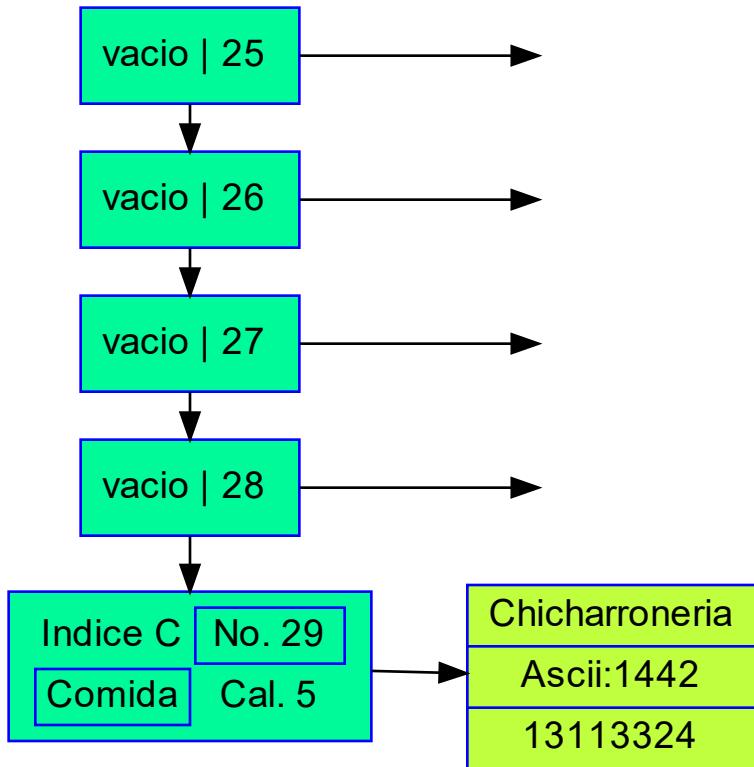 vacio | 25
vacio | 26
vacio | 27
vacio | 28
Indice C No. 29
Comida Cal. 5
Chicharroneria
Ascii:1442
13113324